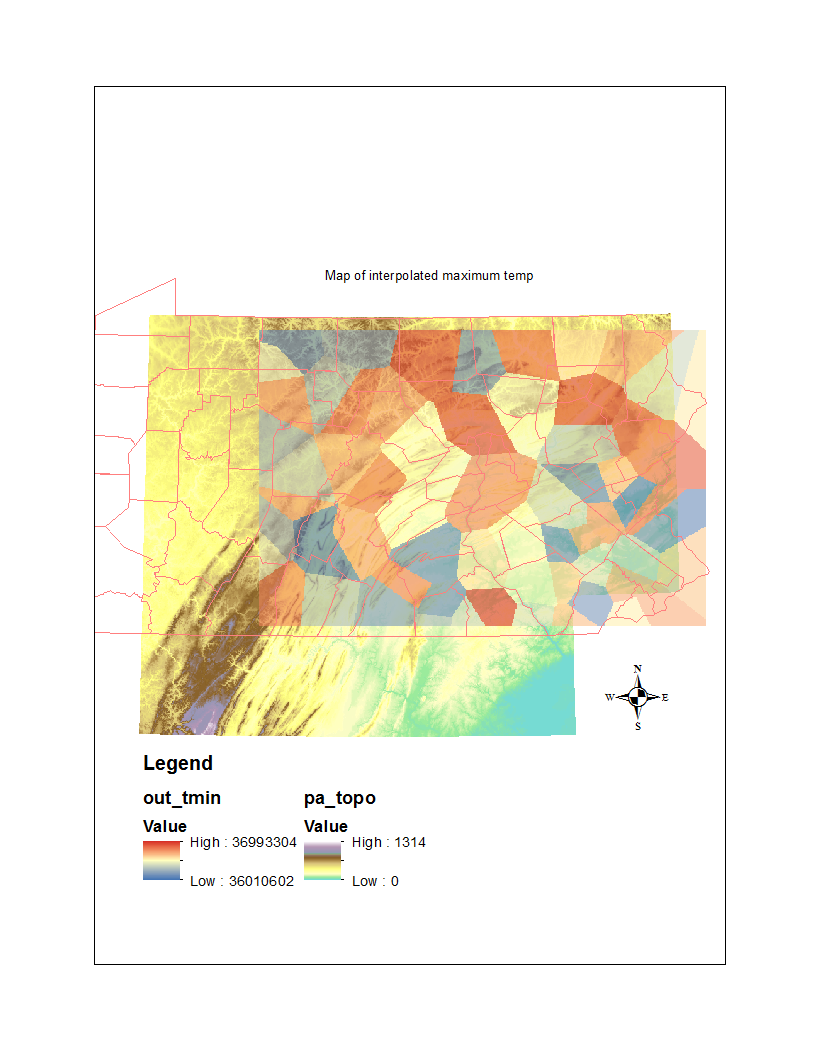 Map of interpolated maximum temp
N
W E
S
Legend
out_tmin pa_topo
Value Value
High : 36993304 High : 1314
Low : 36010602 Low : 0